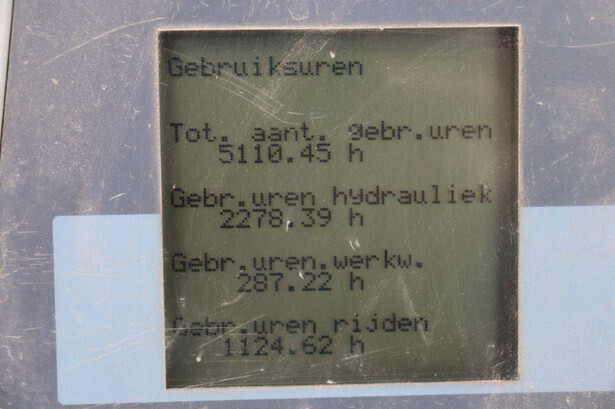 Gebruiksuren
Tot. aant. gebr.uren
5110.45 h
Gebr.uren hydrauliek
2278.39 h
Gebr.uren.werkw.
287.22 h
Gebr.uren rijden
1124.62 h